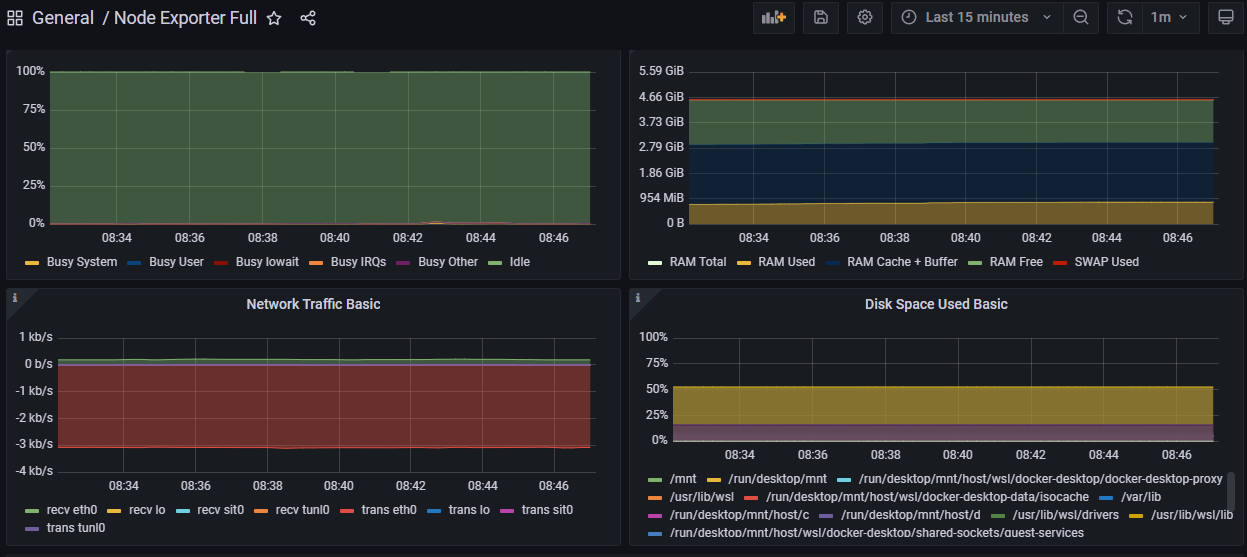 General / Node Exporter Full
Last 15 minutes
1m
100%
75%
50%
25%
0%
08:34 08:36 08:38 08:40 08:42 08:44 08:46
Busy System Busy User Busy Iowait Busy IRQs Busy Other Idle
5.59 GiB
4.66 GiB
3.73 GiB
2.79 GiB
1.86 GiB
954 MiB
0 B
08:34 08:36 08:38 08:40 08:42 08:44 08:46
RAM Total RAM Used RAM Cache + Buffer RAM Free SWAP Used
i
Network Traffic Basic
1 kb/s
0 b/s
-1 kb/s
-2 kb/s
-3 kb/s
-4 kb/s
08:34 08:36 08:38 08:40 08:42 08:44 08:46
recv eth0 recv lo recv sit0 recv tunl0 trans eth0 trans lo trans sit0
trans tunl0
i
Disk Space Used Basic
100%
75%
50%
25%
0%
08:34 08:36 08:38 08:40 08:42 08:44 08:46
/mnt /run/desktop/mnt /run/desktop/mnt/host/wsl/docker-desktop/docker-desktop-proxy
/usr/lib/wsl /run/desktop/mnt/host/wsl/docker-desktop-data/isocache /var/lib
/run/desktop/mnt/host/c /run/desktop/mnt/host/d /usr/lib/wsl/drivers /usr/lib/wsl/lib
/run/desktop/mnt/host/wsl/docker-desktop/shared-sockets/guest-services